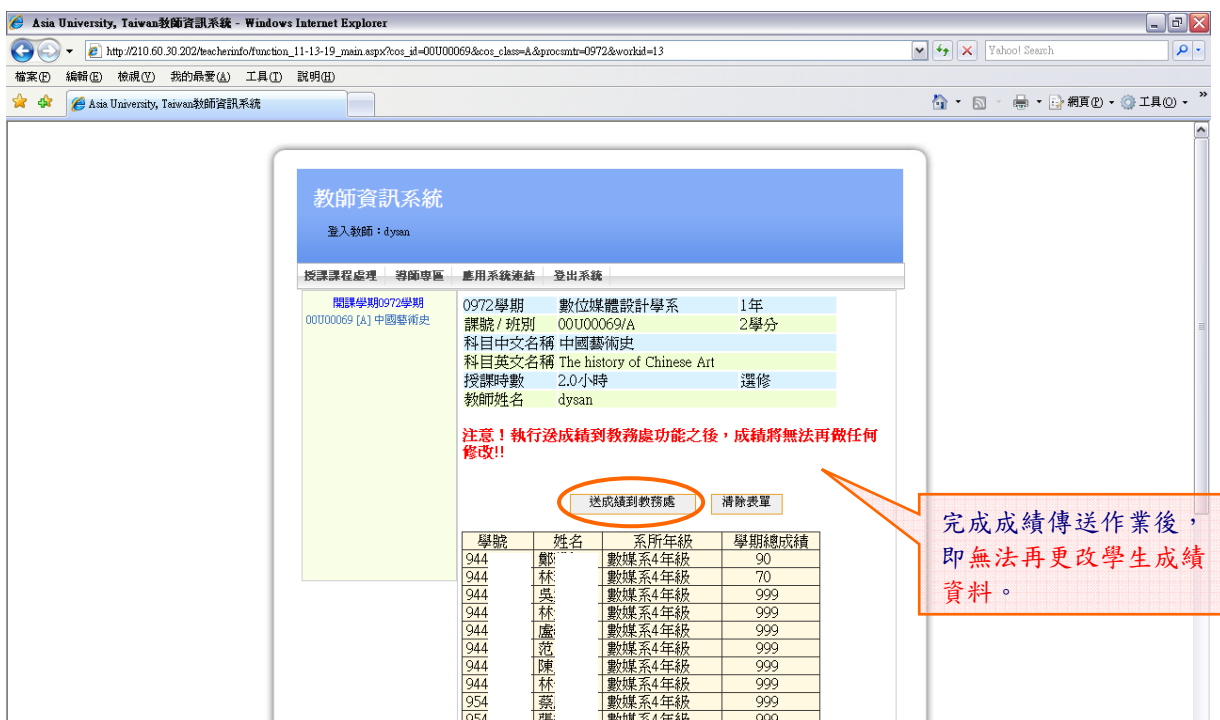 Asia University, Taiwan教師資訊系統 - Windows Internet Explorer
http://210.60.30.202/teacherinfo/function_11-13-19_main.aspx?cos_id=00U00069&cos_class=A&procsmtr=0972&workid=13
Yahoo! Search
檔案(F) 編輯(E) 檢視(V) 我的最愛(A) 工具(T) 說明(H)
Asia University, Taiwan教師資訊系統
網頁(P) 工具(O)
教師資訊系統
登入教師：dysan
授課課程處理 導師專區 應用系統連結 登出系統
開課學期0972學期
00U00069 [A] 中國藝術史
0972學期 數位媒體設計學系 1年
課號 / 班別 00U00069/A 2學分
科目中文名稱 中國藝術史
科目英文名稱 The history of Chinese Art
授課時數 2.0小時 選修
教師姓名 dysan
注意！執行送成績到教務處功能之後，成績將無法再做任何
修改!!
送成績到教務處 清除表單
完成成績傳送作業後，
即無法再更改學生成績
資料。
學號 姓名 系所年級 學期總成績
944 鄭 數媒系4年級 90
944 林 數媒系4年級 70
944 吳 數媒系4年級 999
944 林 數媒系4年級 999
944 盧 數媒系4年級 999
944 范 數媒系4年級 999
944 陳 數媒系4年級 999
944 林 數媒系4年級 999
954 蔡 數媒系4年級 999
954 張 數媒系4年級 999